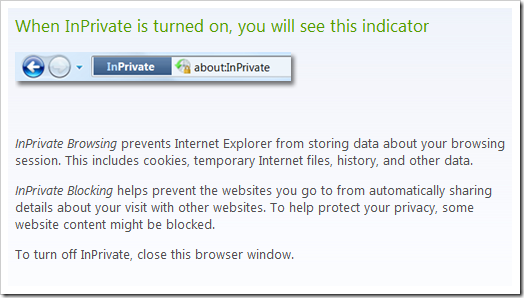 When InPrivate is turned on, you will see this indicator
InPrivate about:InPrivate
InPrivate Browsing prevents Internet Explorer from storing data about your browsing
session. This includes cookies, temporary Internet files, history, and other data.
InPrivate Blocking helps prevent the websites you go to from automatically sharing
details about your visit with other websites. To help protect your privacy, some
website content might be blocked.
To turn off InPrivate, close this browser window.